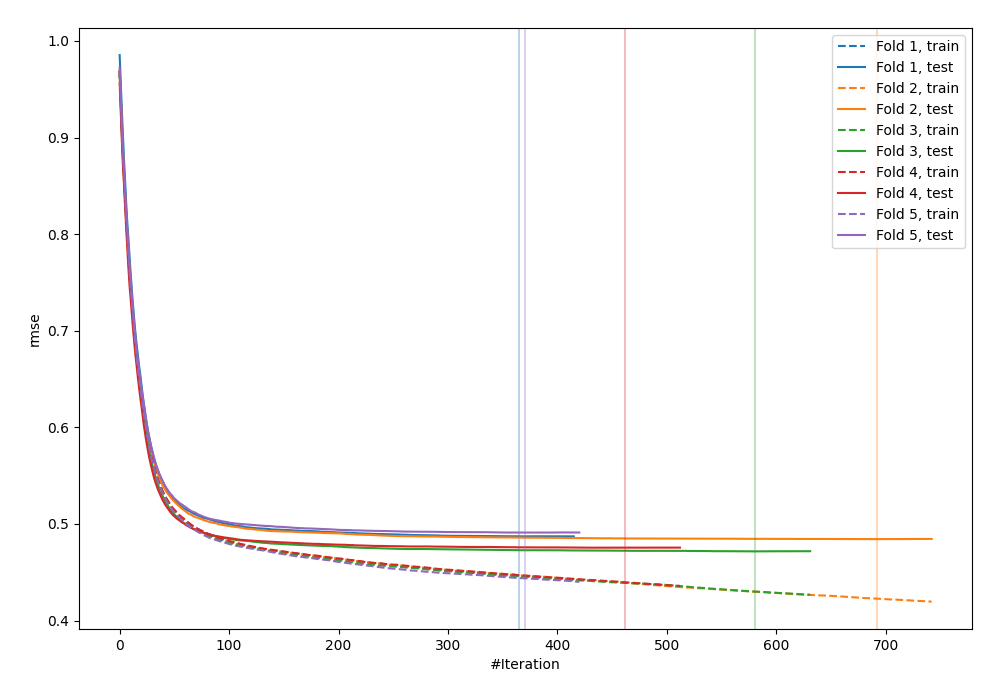 1.0
0.9
0.8
0.7
0.6
0.5
0.4
rmse
0
100
200
300
400
500
600
700
#Iteration
Fold 1, train
Fold 1, test
Fold 2, train
Fold 2, test
Fold 3, train
Fold 3, test
Fold 4, train
Fold 4, test
Fold 5, train
Fold 5, test